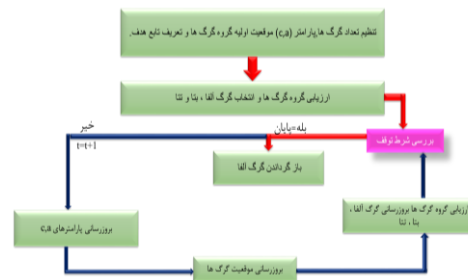 تنظیم تعداد گرگ ها,پارامتر (c,a) موقعیت اولیه گروه گرگ ها و تعریف تابع هدف.
ارزیابی گروه گرگ ها و انتخاب گرگ آلفا ، بتا و تتا
خیر
بله=پایان
t=t+1
بررسی شرط توقف
باز گرداندن گرگ آلفا
ارزیابی گروه گرگ ها بروزرسانی گرگ آلفا ،
بتا ، تتا
بروزرسانی پارامترهای c,a
بروزرسانی موقعیت گرگ ها